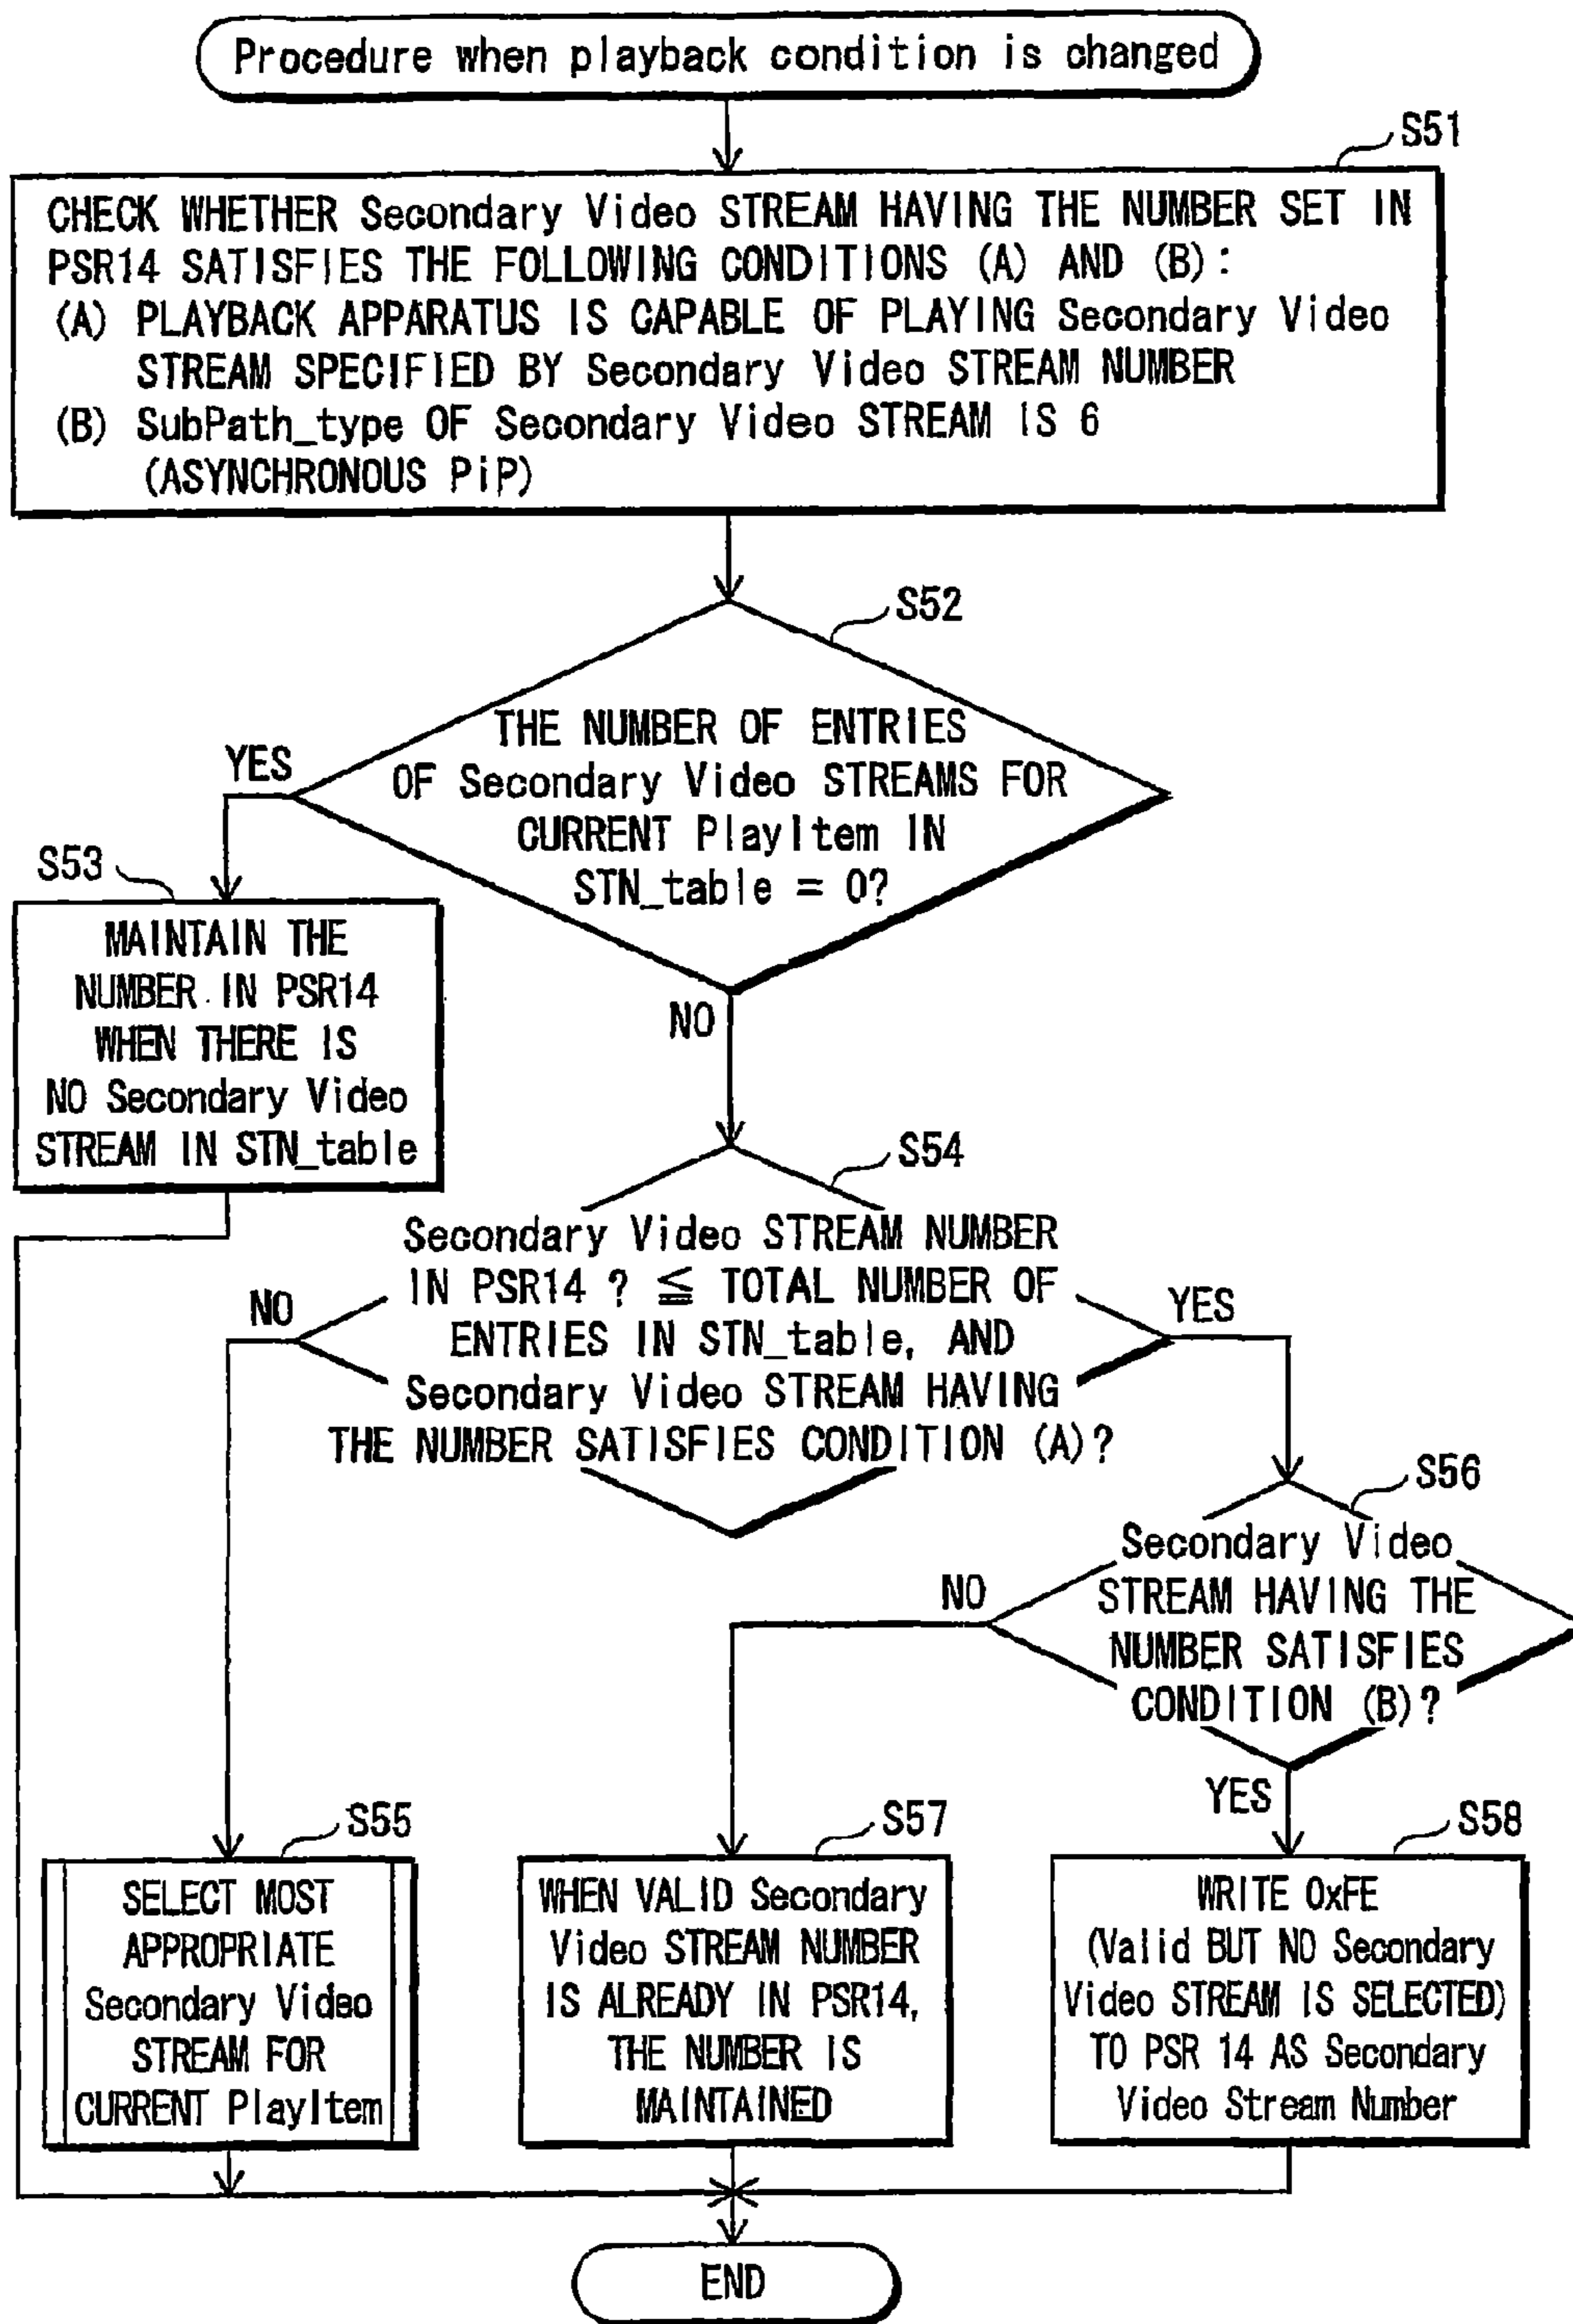 Procedure when playback condition is changed
S51
CHECK WHETHER Secondary Video STREAM HAVING THE NUMBER SET IN
PSR14 SATISFIES THE FOLLOWING CONDITIONS (A) AND (B):
(A) PLAYBACK APPARATUS IS CAPABLE OF PLAYING Secondary Video
STREAM SPECIFIED BY Secondary Video STREAM NUMBER
(B) SubPath_type OF Secondary Video STREAM IS 6
(ASYNCHRONOUS PiP)
S52
THE NUMBER OF ENTRIES
OF Secondary Video STREAMS FOR
CURRENT PlayItem IN
STN_table = 0?
YES
NO
S53
MAINTAIN THE
NUMBER IN PSR14
WHEN THERE IS
NO Secondary Video
STREAM IN STN_table
S54
Secondary Video STREAM NUMBER
IN PSR14 ? ≦ TOTAL NUMBER OF
ENTRIES IN STN_table, AND
Secondary Video STREAM HAVING
THE NUMBER SATISFIES CONDITION (A)?
NO
YES
S56
Secondary Video
STREAM HAVING THE
NUMBER SATISFIES
CONDITION (B)?
NO
YES
S55
SELECT MOST
APPROPRIATE
Secondary Video
STREAM FOR
CURRENT PlayItem
S57
WHEN VALID Secondary
Video STREAM NUMBER
IS ALREADY IN PSR14,
THE NUMBER IS
MAINTAINED
S58
WRITE 0xFE
(Valid BUT NO Secondary
Video STREAM IS SELECTED)
TO PSR 14 AS Secondary
Video Stream Number
END